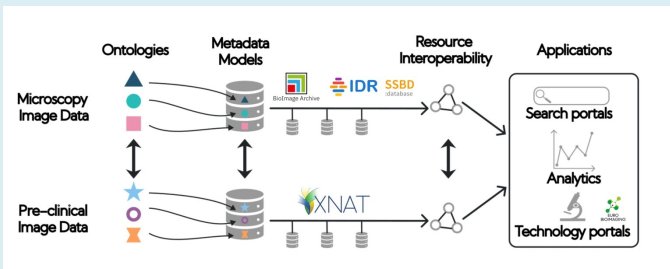 Ontologies
Metadata
Models
Resource
Interoperability
Applications
Microscopy
Image Data
BioImage Archive
IDR
SSBD
:database
Search portals
Analytics
Pre-clinical
Image Data
XNAT
EURO
BIOIMAGING
Technology portals